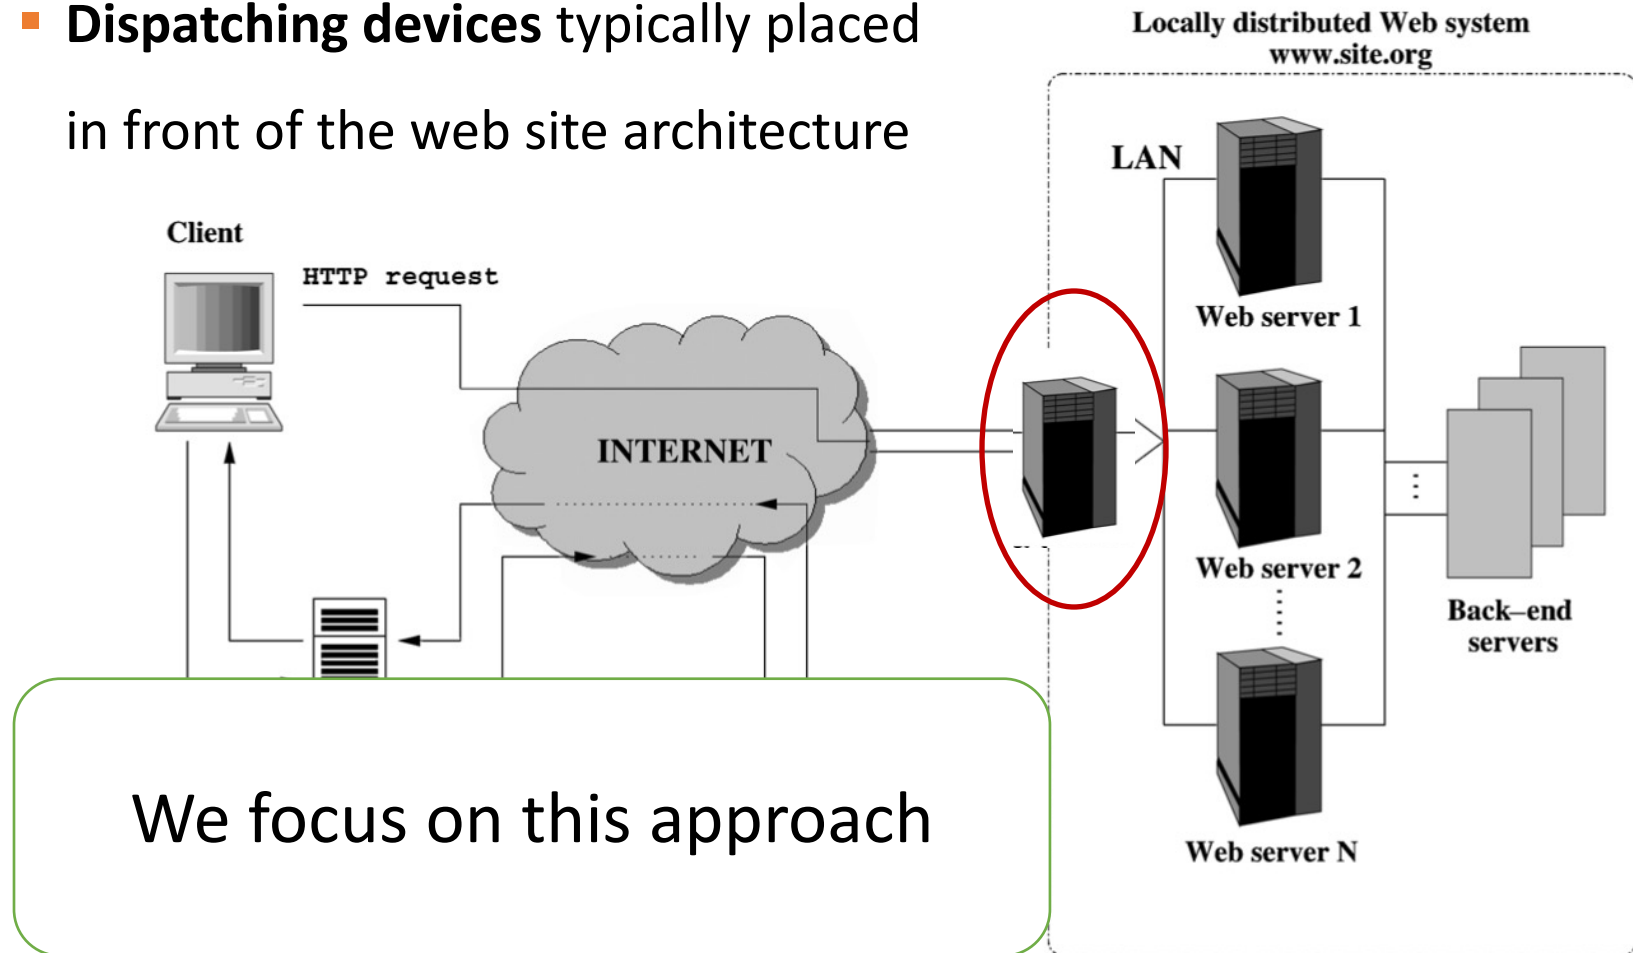 Dispatching devices typically placed
in front of the web site architecture
Locally distributed Web system
www.site.org
LAN
Client
HTTP request
Web server 1
INTERNET
Web server 2
Back–end
servers
We focus on this approach
Web server N